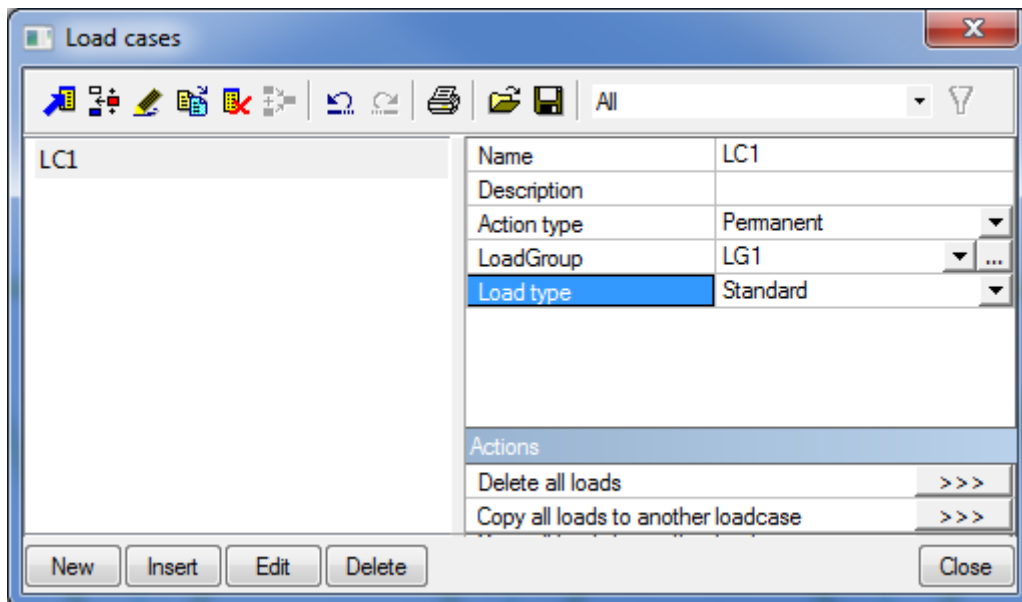 Load cases
All
LC1
Name LC1
Description
Action type Permanent
LoadGroup LG1 ...
Load type Standard
Actions
Delete all loads >>>
Copy all loads to another loadcase >>>
New Insert Edit Delete Close